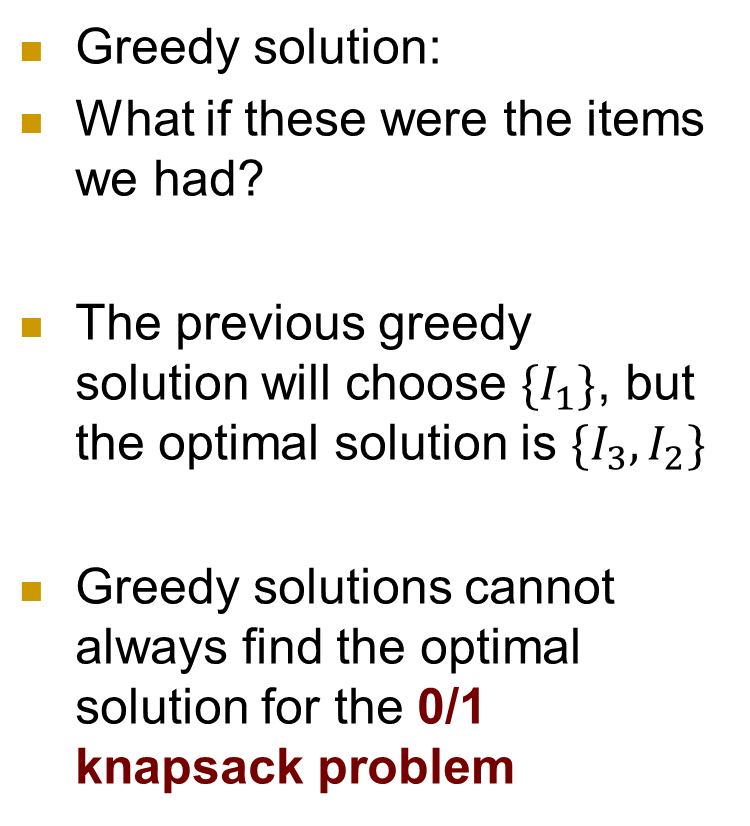 Greedy solution:
What if these were the items
we had?
The previous greedy
solution will choose {𝐼₁}, but
the optimal solution is {𝐼₃, 𝐼₂}
Greedy solutions cannot
always find the optimal
solution for the 0/1
knapsack problem